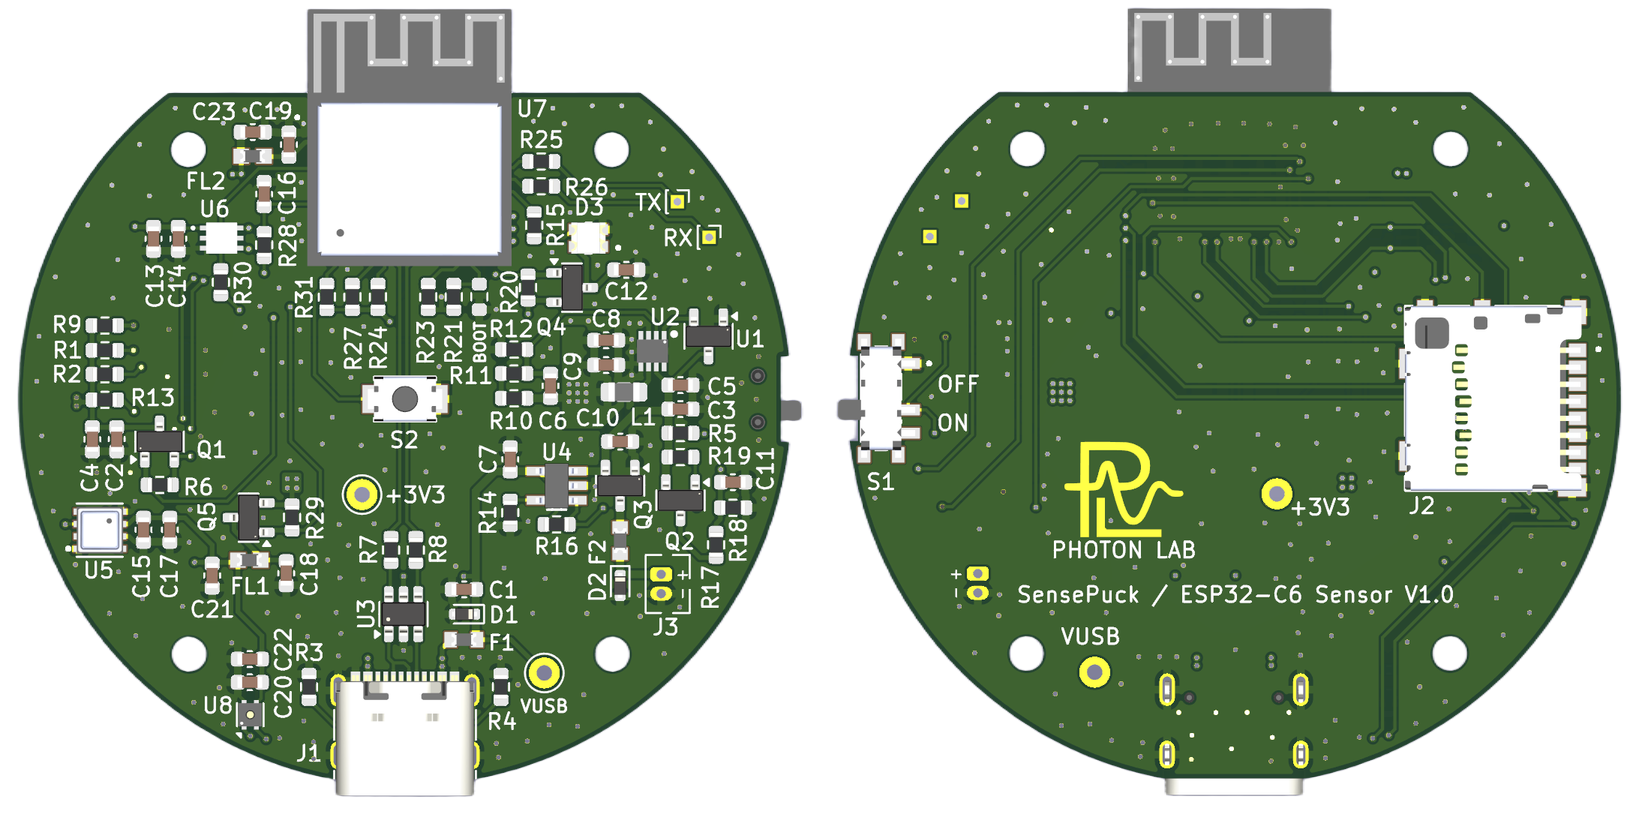 C23 C19
U7
R25
FL2
C16
R26
U6
D3
TX
R15
RX
R28
C13
C14
R30
R31
R20
C12
R27
R24
R23
R21
BOOT
Q4
R9
R12
C8
U2
U1
R1
R2
C9
R11
R13
C5
R10
C6
C10
L1
C3
S2
R5
Q1
R19
C4
C2
C7
U4
C11
R6
+3V3
Q5
R29
R14
Q3
R18
R16
F2
Q2
R7
R8
U5
C15
C17
FL1
C18
D2
+
-
R17
C21
C1
U3
D1
J3
F1
R3
C22
C20
U8
R4
VUSB
J1
OFF
ON
S1
J2
+3V3
PL
PHOTON LAB
+
-
SensePuck / ESP32-C6 Sensor V1.0
VUSB